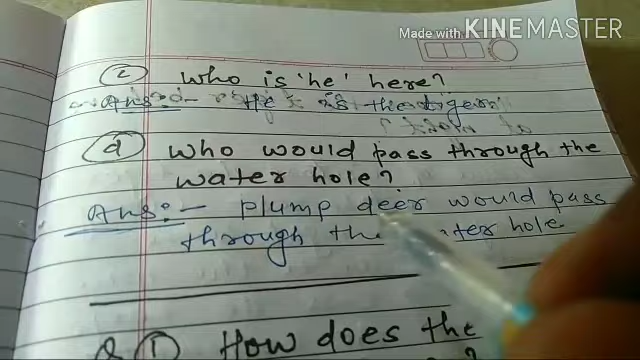 Made with KINEMASTER
(c) Who is 'he' here?
Ans:- He is the tiger.
(d) Who would pass through the
water hole?
Ans:- Plump deer would pass
through the water hole
Q (1) How does the